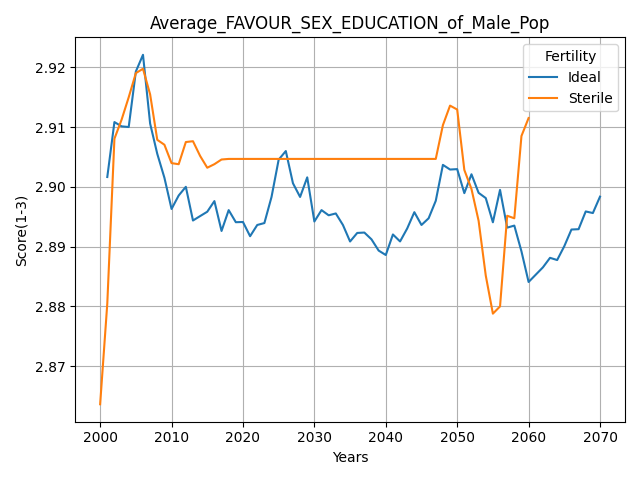 Average_FAVOUR_SEX_EDUCATION_of_Male_Pop
Fertility
Ideal
Sterile
Score(1-3)
2.92
2.91
2.90
2.89
2.88
2.87
2000 2010 2020 2030 2040 2050 2060 2070
Years